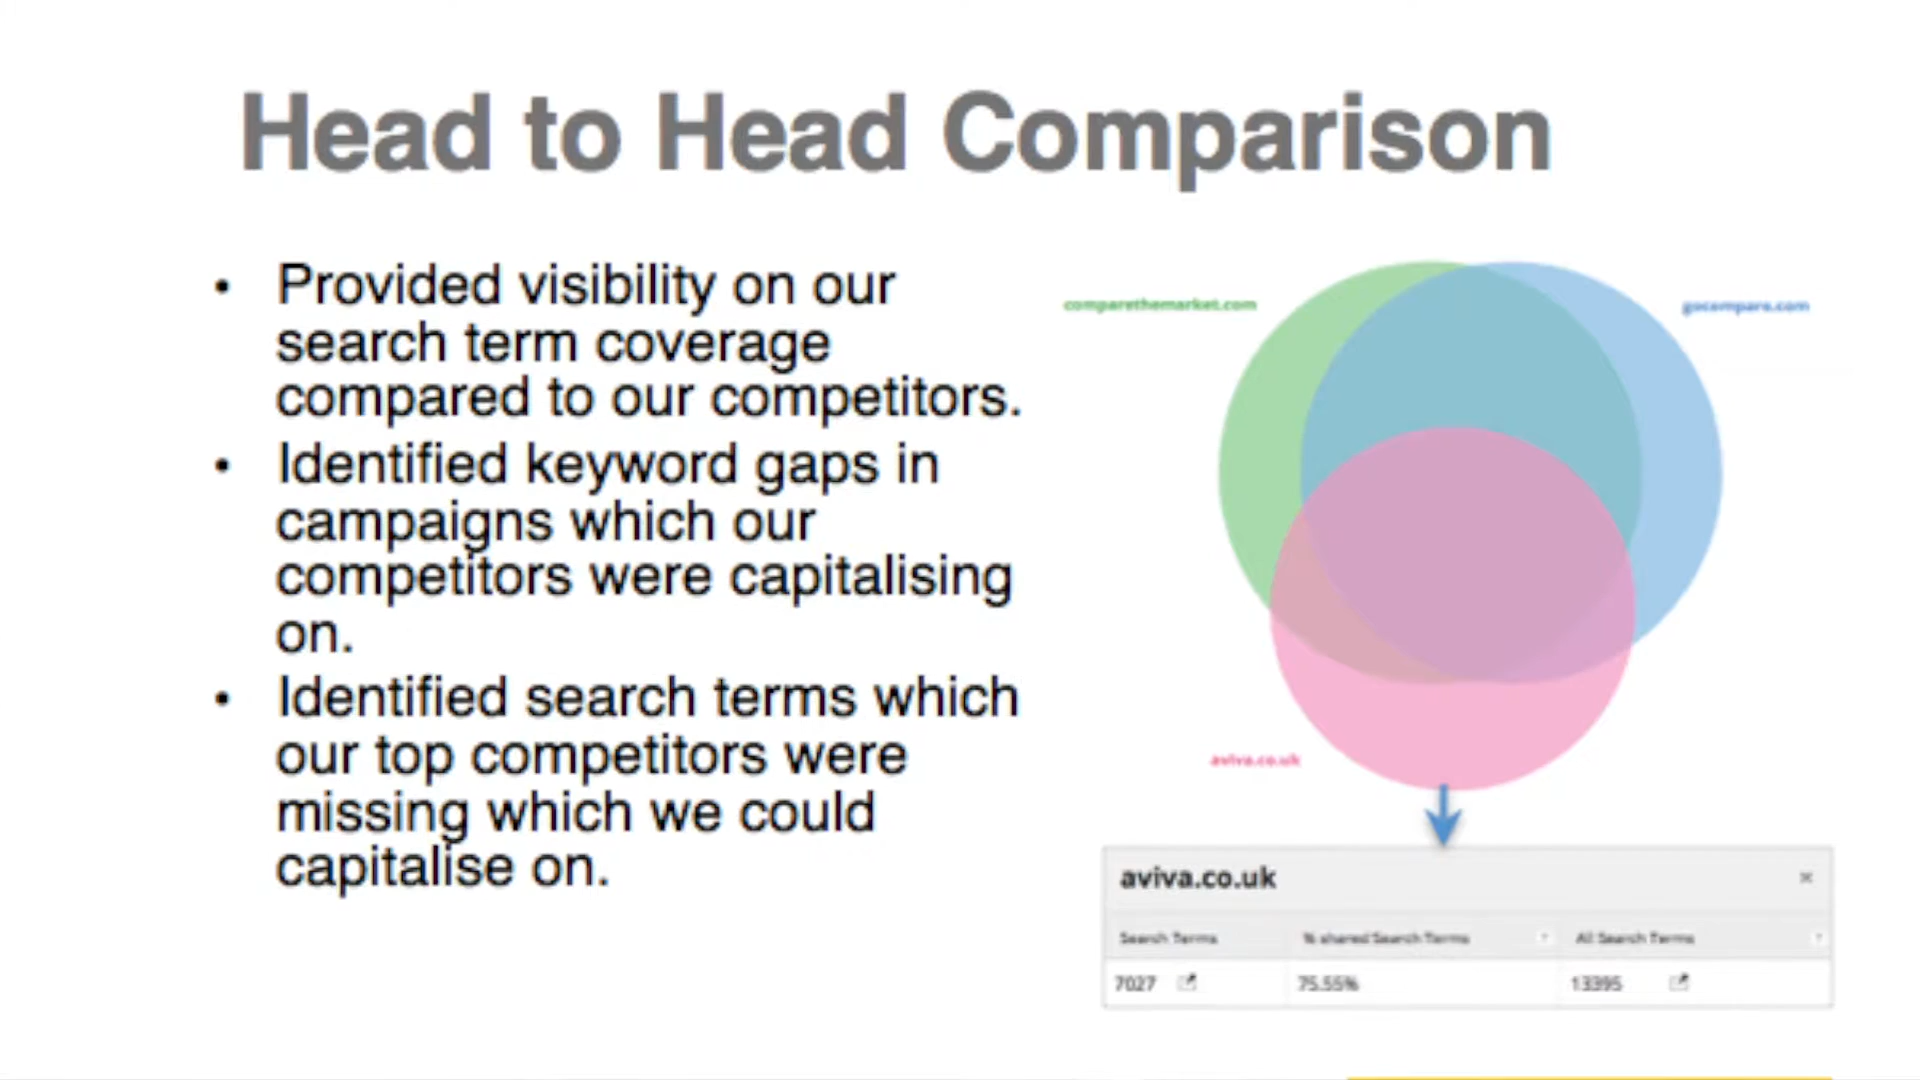 Head to Head Comparison
• Provided visibility on our
search term coverage
compared to our competitors.
• Identified keyword gaps in
campaigns which our
competitors were capitalising
on.
• Identified search terms which
our top competitors were
missing which we could
capitalise on.
comparethemarket.com
gocompare.com
aviva.co.uk
aviva.co.uk
Search Terms % shared Search Terms All Search Terms
7027 75.55% 13395